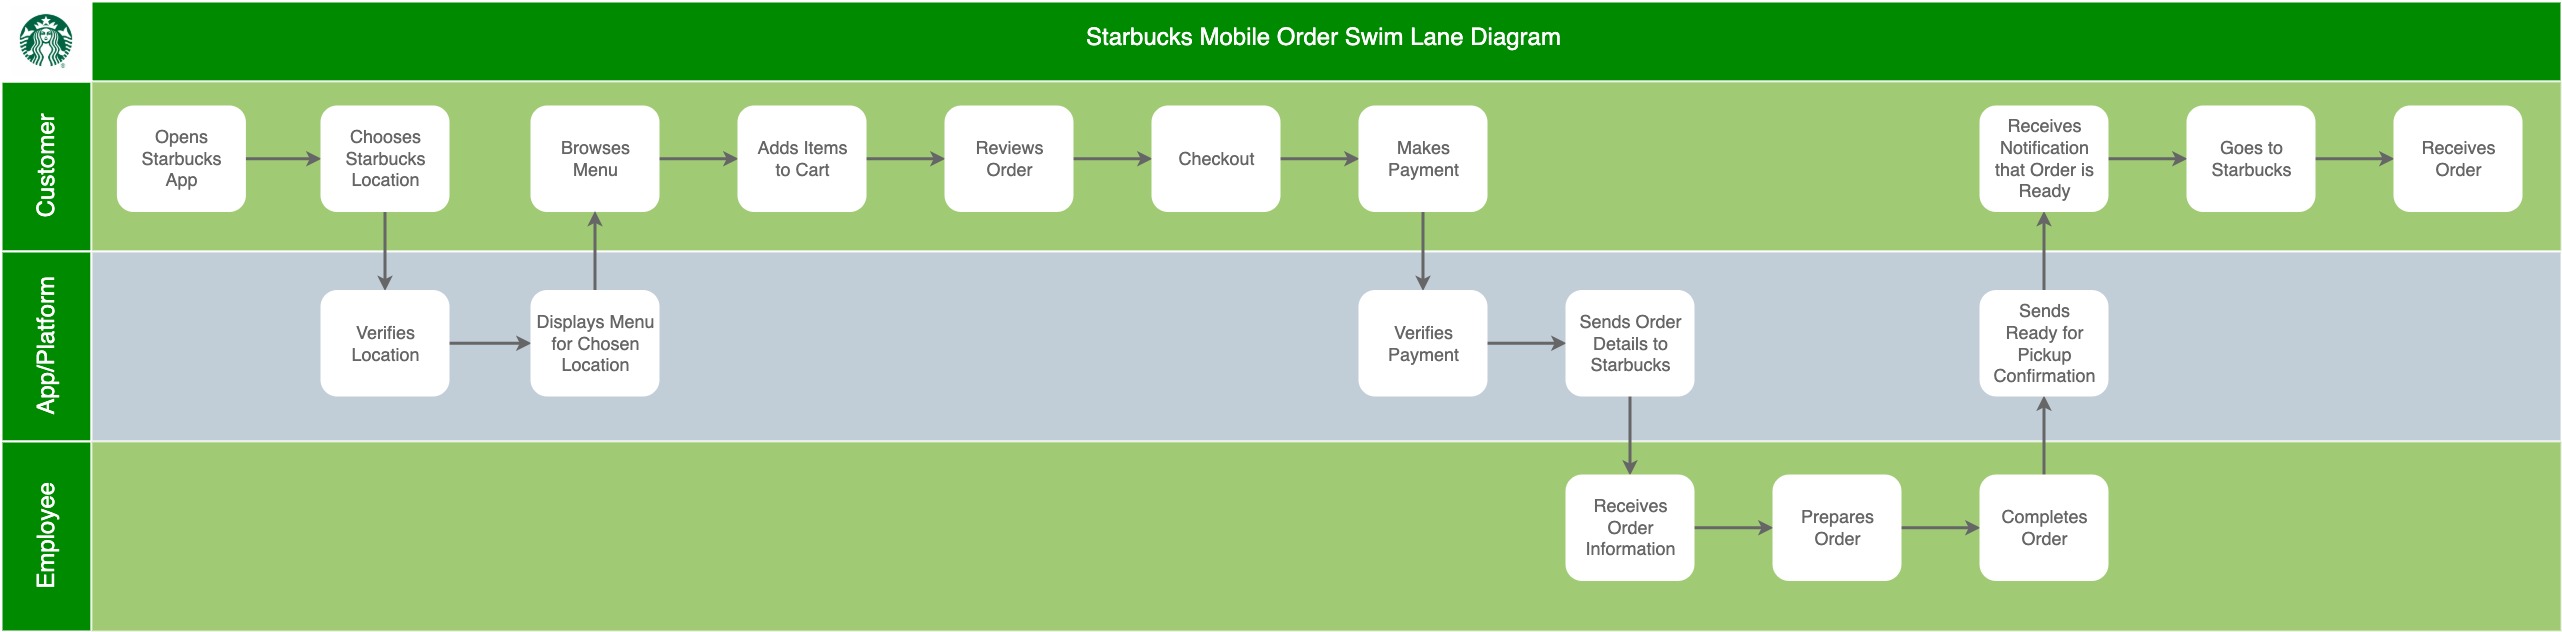 Starbucks Mobile Order Swim Lane Diagram
Customer
Opens
Starbucks
App
Chooses
Starbucks
Location
Browses
Menu
Adds Items
to Cart
Reviews
Order
Checkout
Makes
Payment
Receives
Notification
that Order is
Ready
Goes to
Starbucks
Receives
Order
App/Platform
Verifies
Location
Displays Menu
for Chosen
Location
Verifies
Payment
Sends Order
Details to
Starbucks
Sends
Ready for
Pickup
Confirmation
Employee
Receives
Order
Information
Prepares
Order
Completes
Order